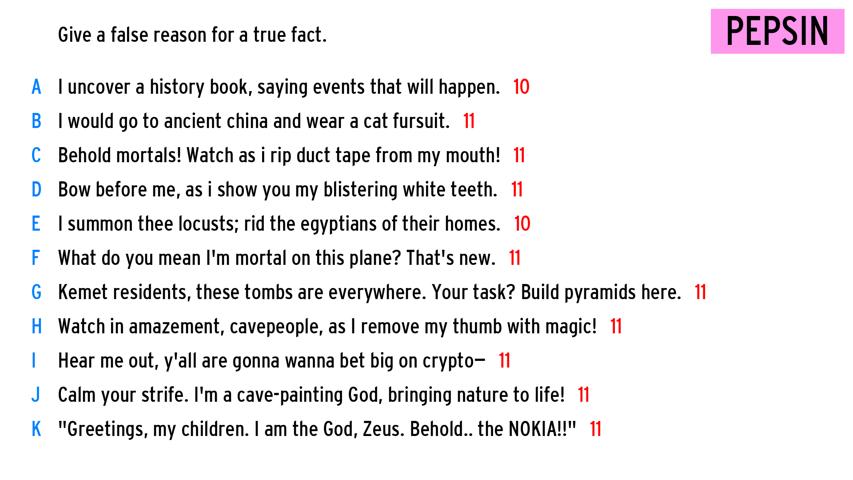 Give a false reason for a true fact.
PEPSIN
A I uncover a history book, saying events that will happen. 10
B I would go to ancient china and wear a cat fursuit. 11
C Behold mortals! Watch as i rip duct tape from my mouth! 11
D Bow before me, as i show you my blistering white teeth. 11
E I summon thee locusts; rid the egyptians of their homes. 10
F What do you mean I'm mortal on this plane? That's new. 11
G Kemet residents, these tombs are everywhere. Your task? Build pyramids here. 11
H Watch in amazement, cavepeople, as I remove my thumb with magic! 11
I Hear me out, y'all are gonna wanna bet big on crypto— 11
J Calm your strife. I'm a cave-painting God, bringing nature to life! 11
K "Greetings, my children. I am the God, Zeus. Behold.. the NOKIA!!" 11